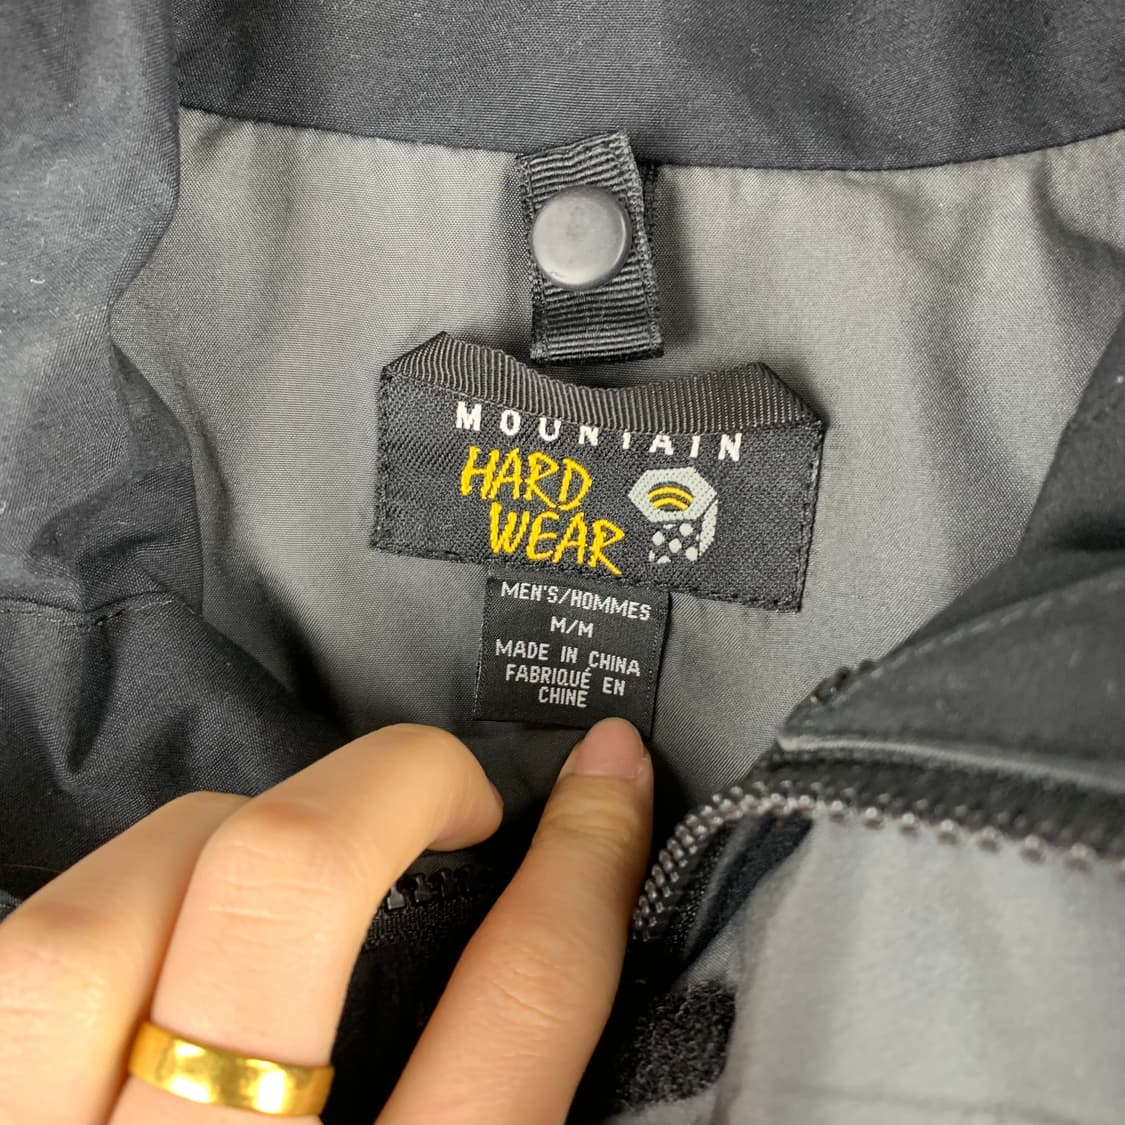 MOUNTAIN
HARD
WEAR
MEN'S/HOMMES
M/M
MADE IN CHINA
FABRIQUÉ EN
CHINE